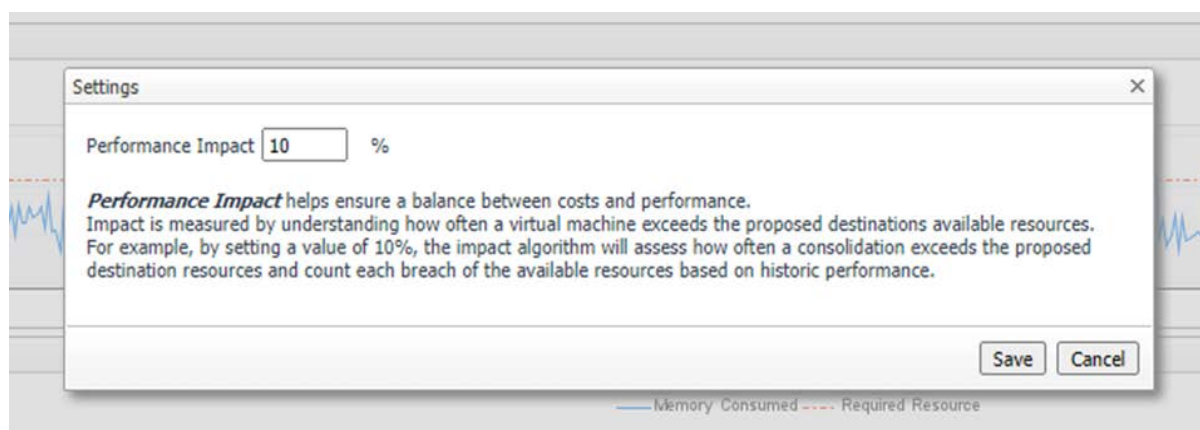 Settings
Performance Impact 10 %
Performance Impact helps ensure a balance between costs and performance.
Impact is measured by understanding how often a virtual machine exceeds the proposed destinations available resources.
For example, by setting a value of 10%, the impact algorithm will assess how often a consolidation exceeds the proposed
destination resources and count each breach of the available resources based on historic performance.
Save Cancel
Memory Consumed Required Resource